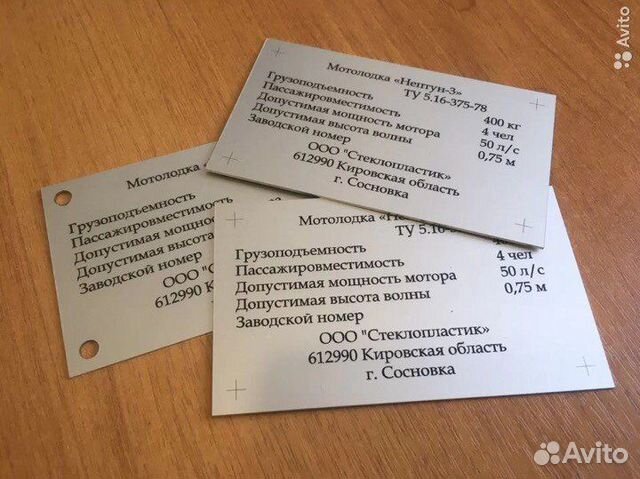 Мотолодка «Нептун-3»
ТУ 5.16-375-78
Грузоподъемность 400 кг
Пассажировместимость 4 чел
Допустимая мощность мотора 50 л/с
Допустимая высота волны 0,75 м
Заводской номер
ООО "Стеклопластик»
612990 Кировская область
г. Сосновка
Мотолодка
Грузоподъемность
Пассажировместимость
Допустимая мощность
Допустимая высота
Заводской номер
ООО "С
612990 Ки
Мотолодка «Не
ТУ 5.16-
Грузоподъемность
Пассажировместимость 4 чел
Допустимая мощность мотора 50 л/с
Допустимая высота волны 0,75 м
Заводской номер
ООО "Стеклопластик»
612990 Кировская область
г. Сосновка
Avito
Avito